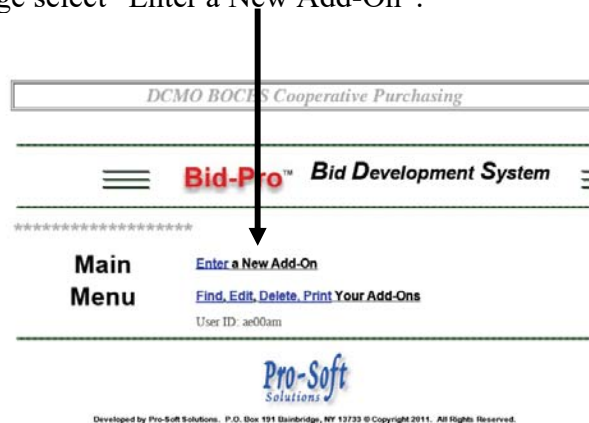 ge select "Enter a New Add-On".
DCMO BOCES Cooperative Purchasing
Bid-Pro™ Bid Development System
*******************
Main Menu
Enter a New Add-On
Find, Edit, Delete, Print Your Add-Ons
User ID: ae00am
Pro-Soft
Solutions
Developed by Pro-Soft Solutions. P.O. Box 191 Bainbridge, NY 13733 © Copyright 2011. All Rights Reserved.